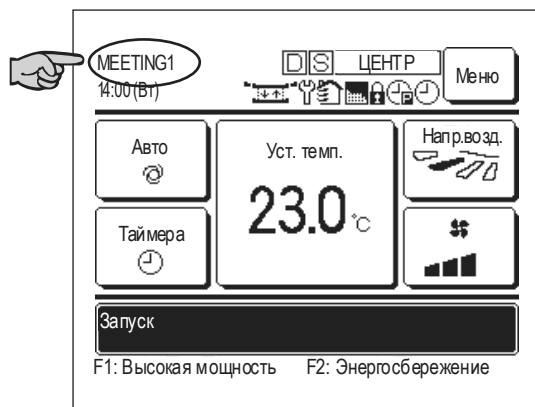 MEETING1
14:00 (Вт)
D S ЦЕНТР
Меню
Авто
Уст. темп.
23.0 °C
Напр.возд.
Таймера
Запуск
F1: Высокая мощность F2: Энергосбережение